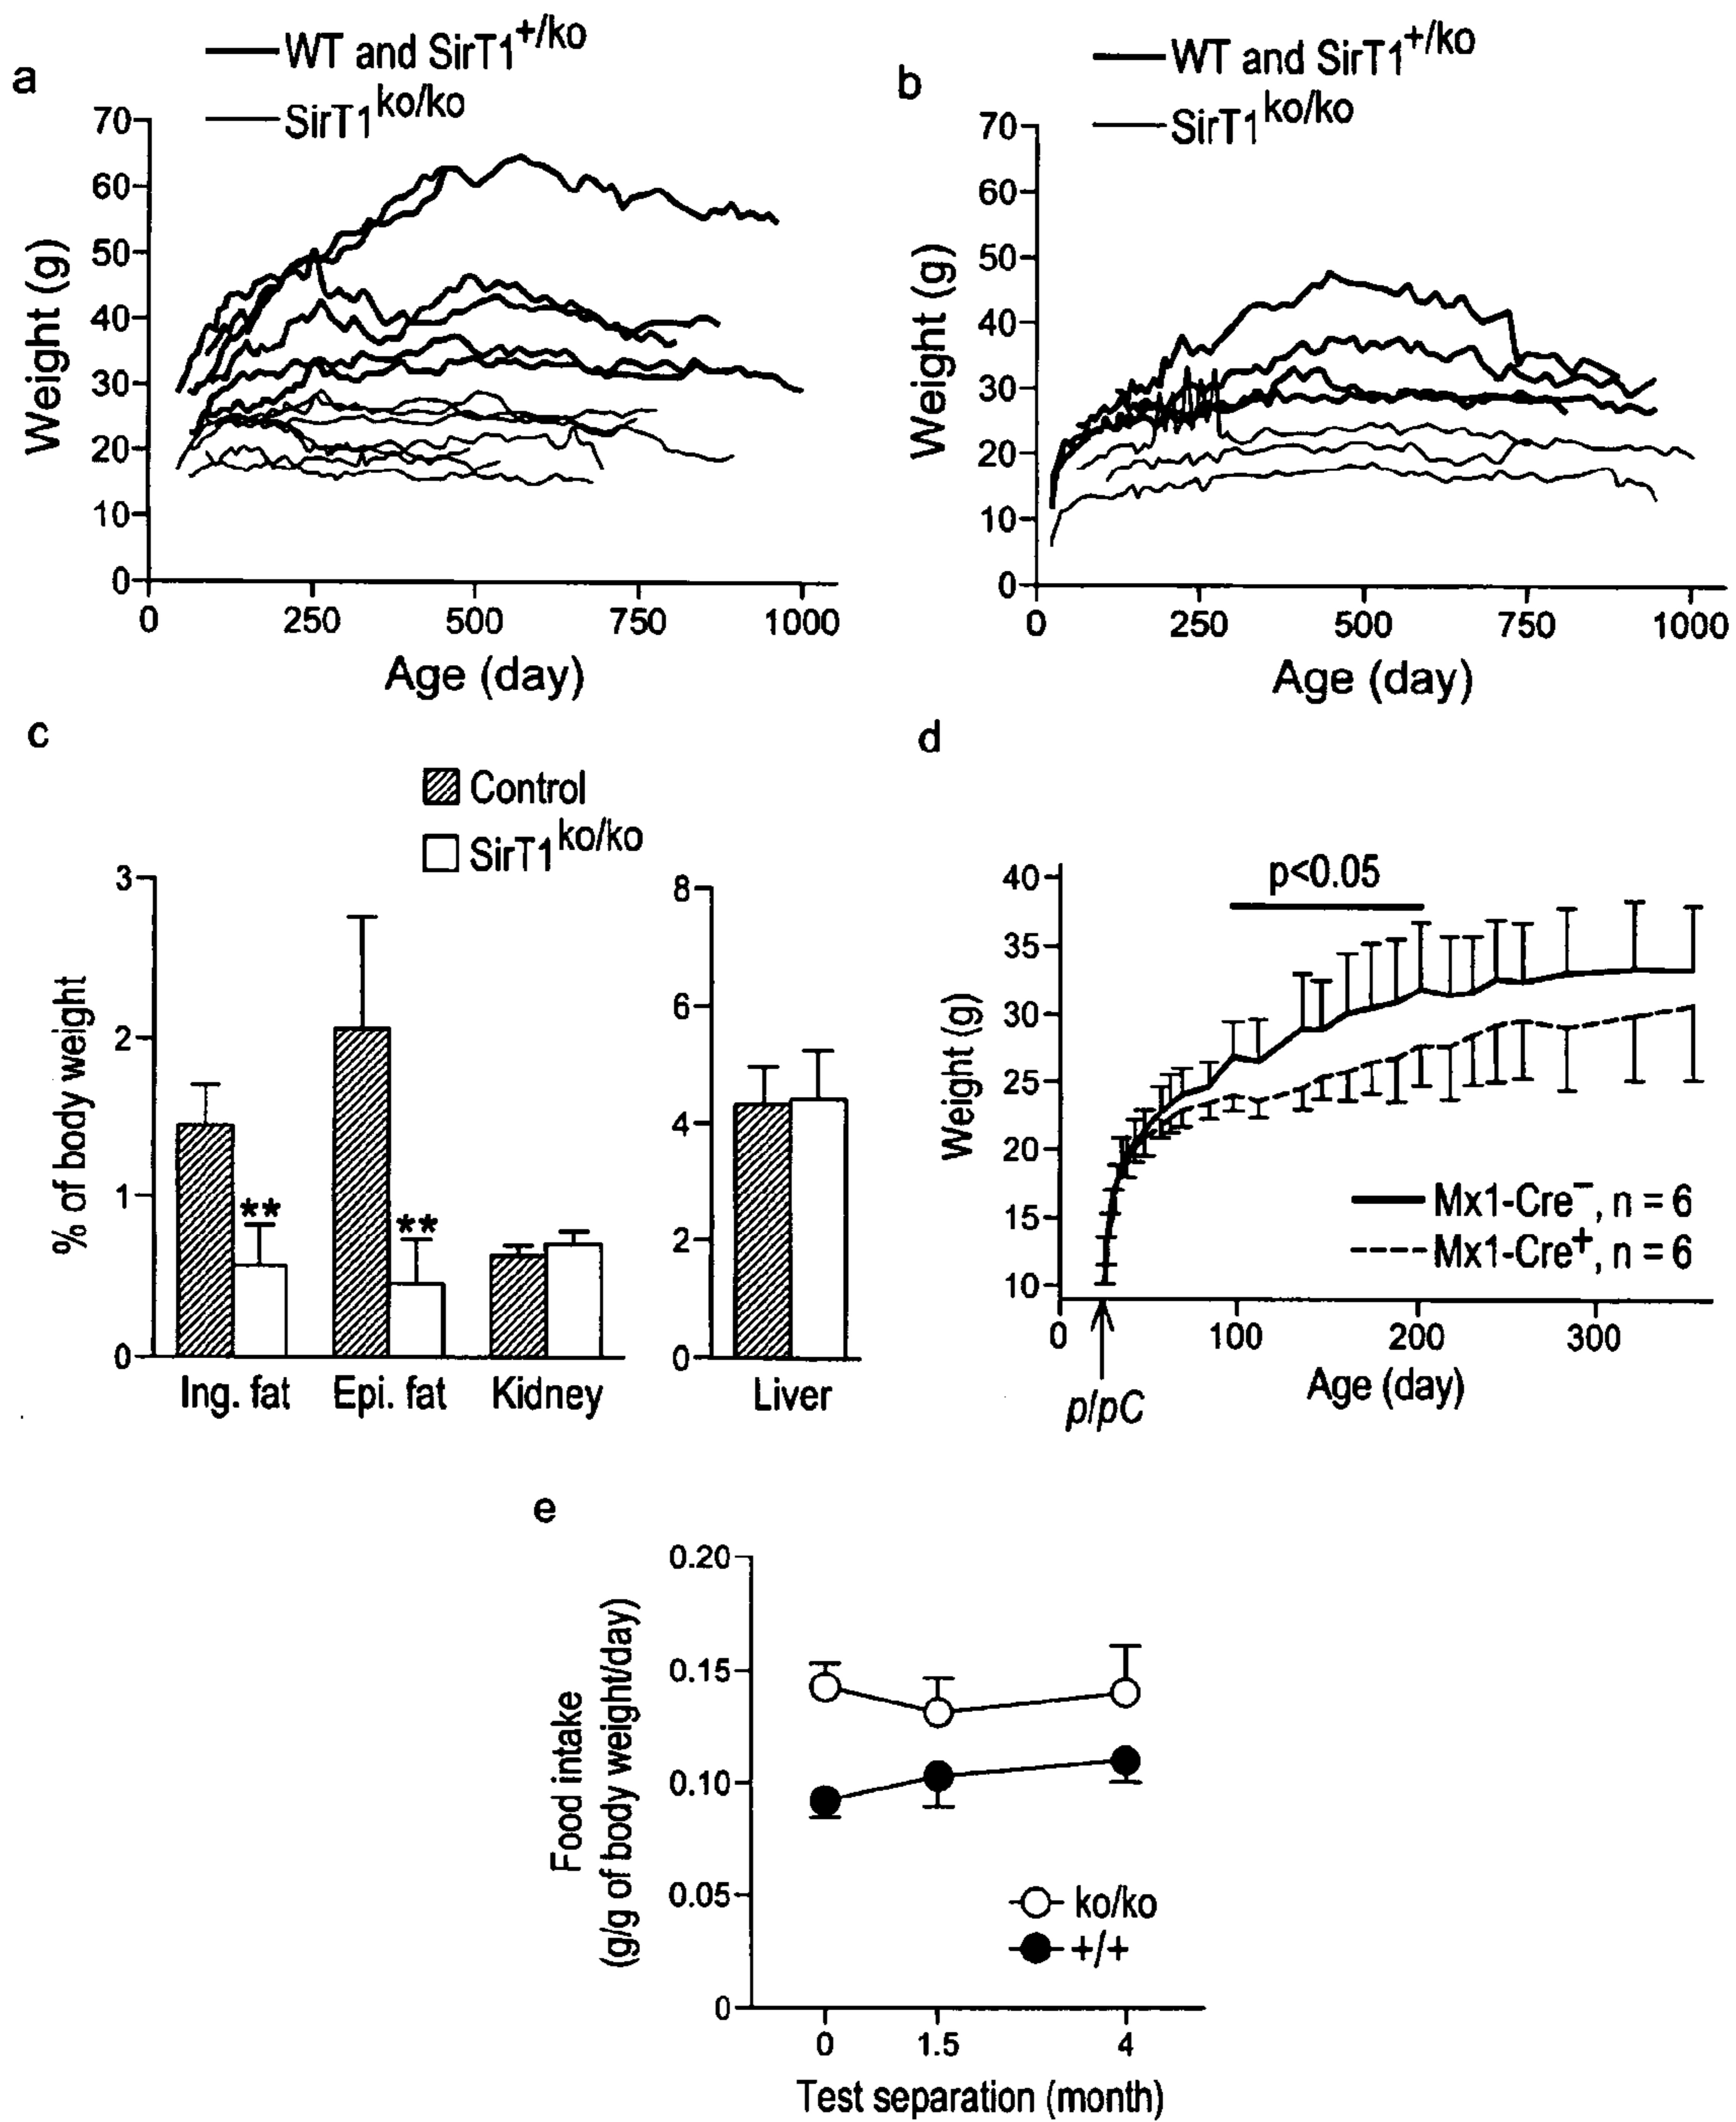 a
WT and SirT1+/ko
SirT1ko/ko
70
60
50
40
30
20
10
0
Weight (g)
0 250 500 750 1000
Age (day)
b
WT and SirT1+/ko
SirT1ko/ko
70
60
50
40
30
20
10
0
Weight (g)
0 250 500 750 1000
Age (day)
c
Control
SirT1ko/ko
3
2
1
0
% of body weight
**
**
Ing. fat Epi. fat Kidney
8
6
4
2
0
Liver
d
p<0.05
40
35
30
25
20
15
10
Weight (g)
Mx1-Cre−, n = 6
Mx1-Cre+, n = 6
0 100 200 300
Age (day)
p/pC
e
0.20
0.15
0.10
0.05
0
Food intake
(g/g of body weight/day)
ko/ko
+/+
0 1.5 4
Test separation (month)